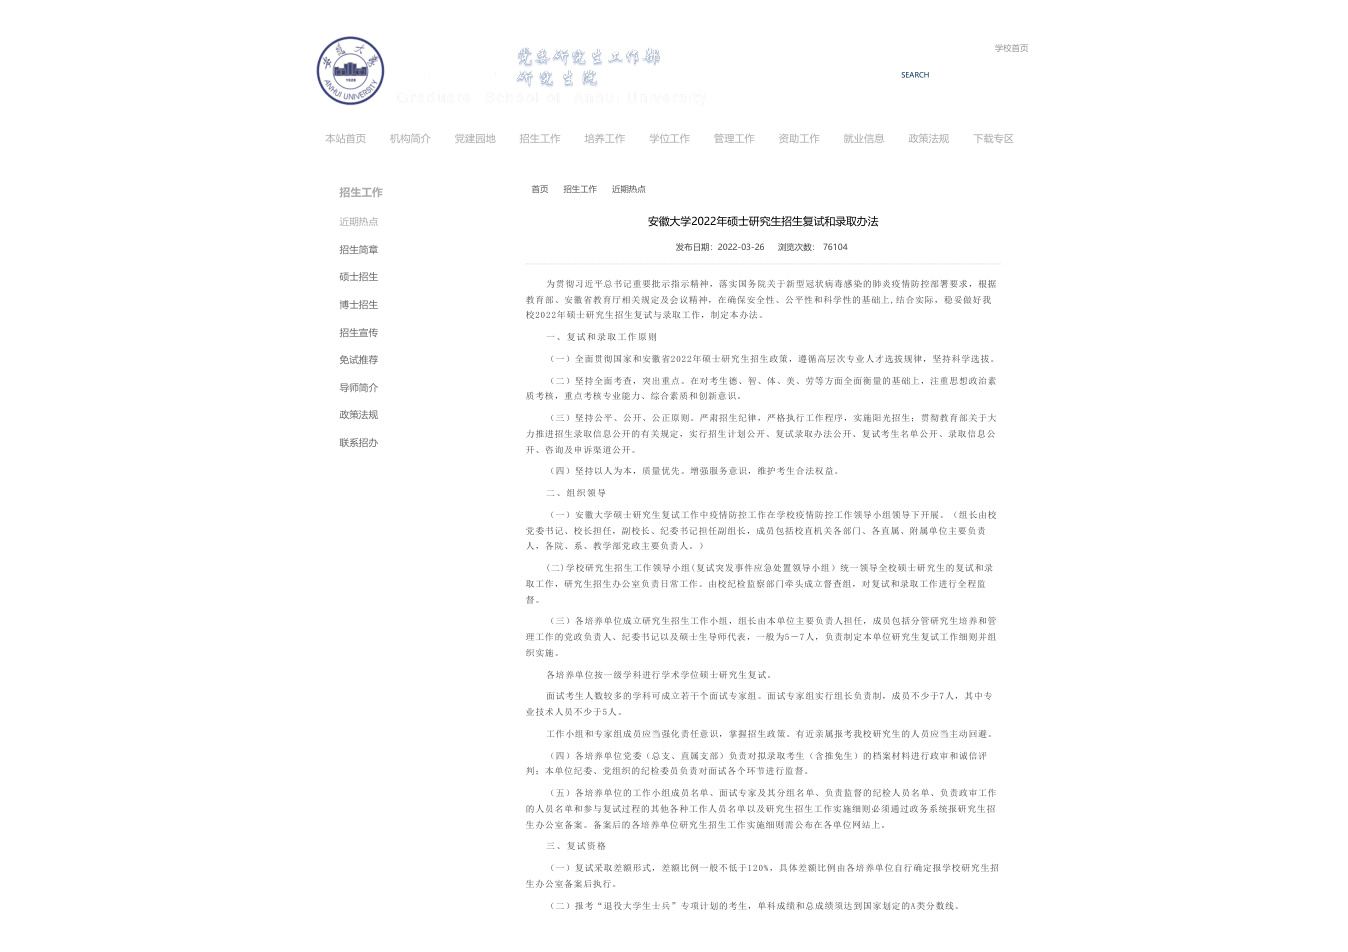 安徽大學
1928
ANHUI UNIVERSITY
党委研究生工作部
研究生院
Graduate School of Anhui University
学校首页
SEARCH
本站首页 机构简介 党建园地 招生工作 培养工作 学位工作 管理工作 资助工作 就业信息 政策法规 下载专区
招生工作
近期热点
招生简章
硕士招生
博士招生
招生宣传
免试推荐
导师简介
政策法规
联系招办
首页 招生工作 近期热点
安徽大学2022年硕士研究生招生复试和录取办法
发布日期：2022-03-26 浏览次数： 76104
为贯彻习近平总书记重要批示指示精神，落实国务院关于新型冠状病毒感染的肺炎疫情防控部署要求，根据
教育部、安徽省教育厅相关规定及会议精神，在确保安全性、公平性和科学性的基础上,结合实际，稳妥做好我
校2022年硕士研究生招生复试与录取工作，制定本办法。
一、复试和录取工作原则
（一）全面贯彻国家和安徽省2022年硕士研究生招生政策，遵循高层次专业人才选拔规律，坚持科学选拔。
（二）坚持全面考查，突出重点。在对考生德、智、体、美、劳等方面全面衡量的基础上，注重思想政治素
质考核，重点考核专业能力、综合素质和创新意识。
（三）坚持公平、公开、公正原则。严肃招生纪律，严格执行工作程序，实施阳光招生；贯彻教育部关于大
力推进招生录取信息公开的有关规定，实行招生计划公开、复试录取办法公开、复试考生名单公开、录取信息公
开、咨询及申诉渠道公开。
（四）坚持以人为本，质量优先。增强服务意识，维护考生合法权益。
二、组织领导
（一）安徽大学硕士研究生复试工作中疫情防控工作在学校疫情防控工作领导小组领导下开展。（组长由校
党委书记、校长担任，副校长、纪委书记担任副组长，成员包括校直机关各部门、各直属、附属单位主要负责
人，各院、系、教学部党政主要负责人。）
(二)学校研究生招生工作领导小组(复试突发事件应急处置领导小组）统一领导全校硕士研究生的复试和录
取工作，研究生招生办公室负责日常工作。由校纪检监察部门牵头成立督查组，对复试和录取工作进行全程监
督。
（三）各培养单位成立研究生招生工作小组，组长由本单位主要负责人担任，成员包括分管研究生培养和管
理工作的党政负责人、纪委书记以及硕士生导师代表，一般为5－7人，负责制定本单位研究生复试工作细则并组
织实施。
各培养单位按一级学科进行学术学位硕士研究生复试。
面试考生人数较多的学科可成立若干个面试专家组。面试专家组实行组长负责制，成员不少于7人，其中专
业技术人员不少于5人。
工作小组和专家组成员应当强化责任意识，掌握招生政策。有近亲属报考我校研究生的人员应当主动回避。
（四）各培养单位党委（总支、直属支部）负责对拟录取考生（含推免生）的档案材料进行政审和诚信评
判；本单位纪委、党组织的纪检委员负责对面试各个环节进行监督。
（五）各培养单位的工作小组成员名单、面试专家及其分组名单、负责监督的纪检人员名单、负责政审工作
的人员名单和参与复试过程的其他各种工作人员名单以及研究生招生工作实施细则必须通过政务系统报研究生招
生办公室备案。备案后的各培养单位研究生招生工作实施细则需公布在各单位网站上。
三、复试资格
（一）复试采取差额形式，差额比例一般不低于120%，具体差额比例由各培养单位自行确定报学校研究生招
生办公室备案后执行。
（二）报考“退役大学生士兵”专项计划的考生，单科成绩和总成绩须达到国家划定的A类分数线。